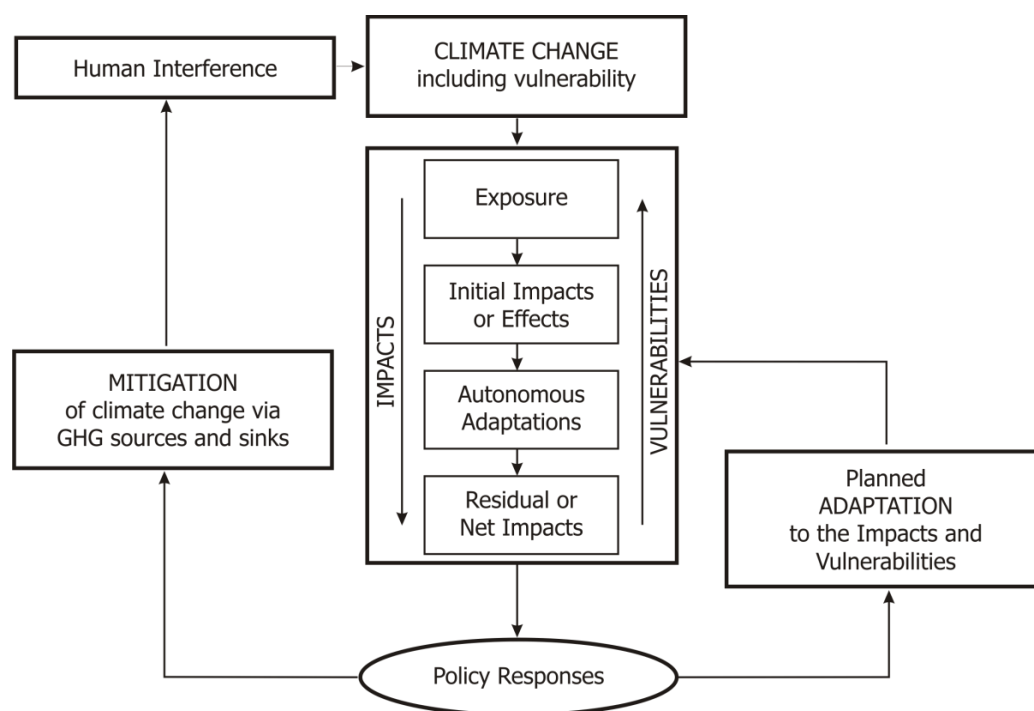 Human Interference
CLIMATE CHANGE
including vulnerability
Exposure
Initial Impacts
or Effects
Autonomous
Adaptations
Residual or
Net Impacts
IMPACTS
VULNERABILITIES
MITIGATION
of climate change via
GHG sources and sinks
Planned
ADAPTATION
to the Impacts and
Vulnerabilities
Policy Responses